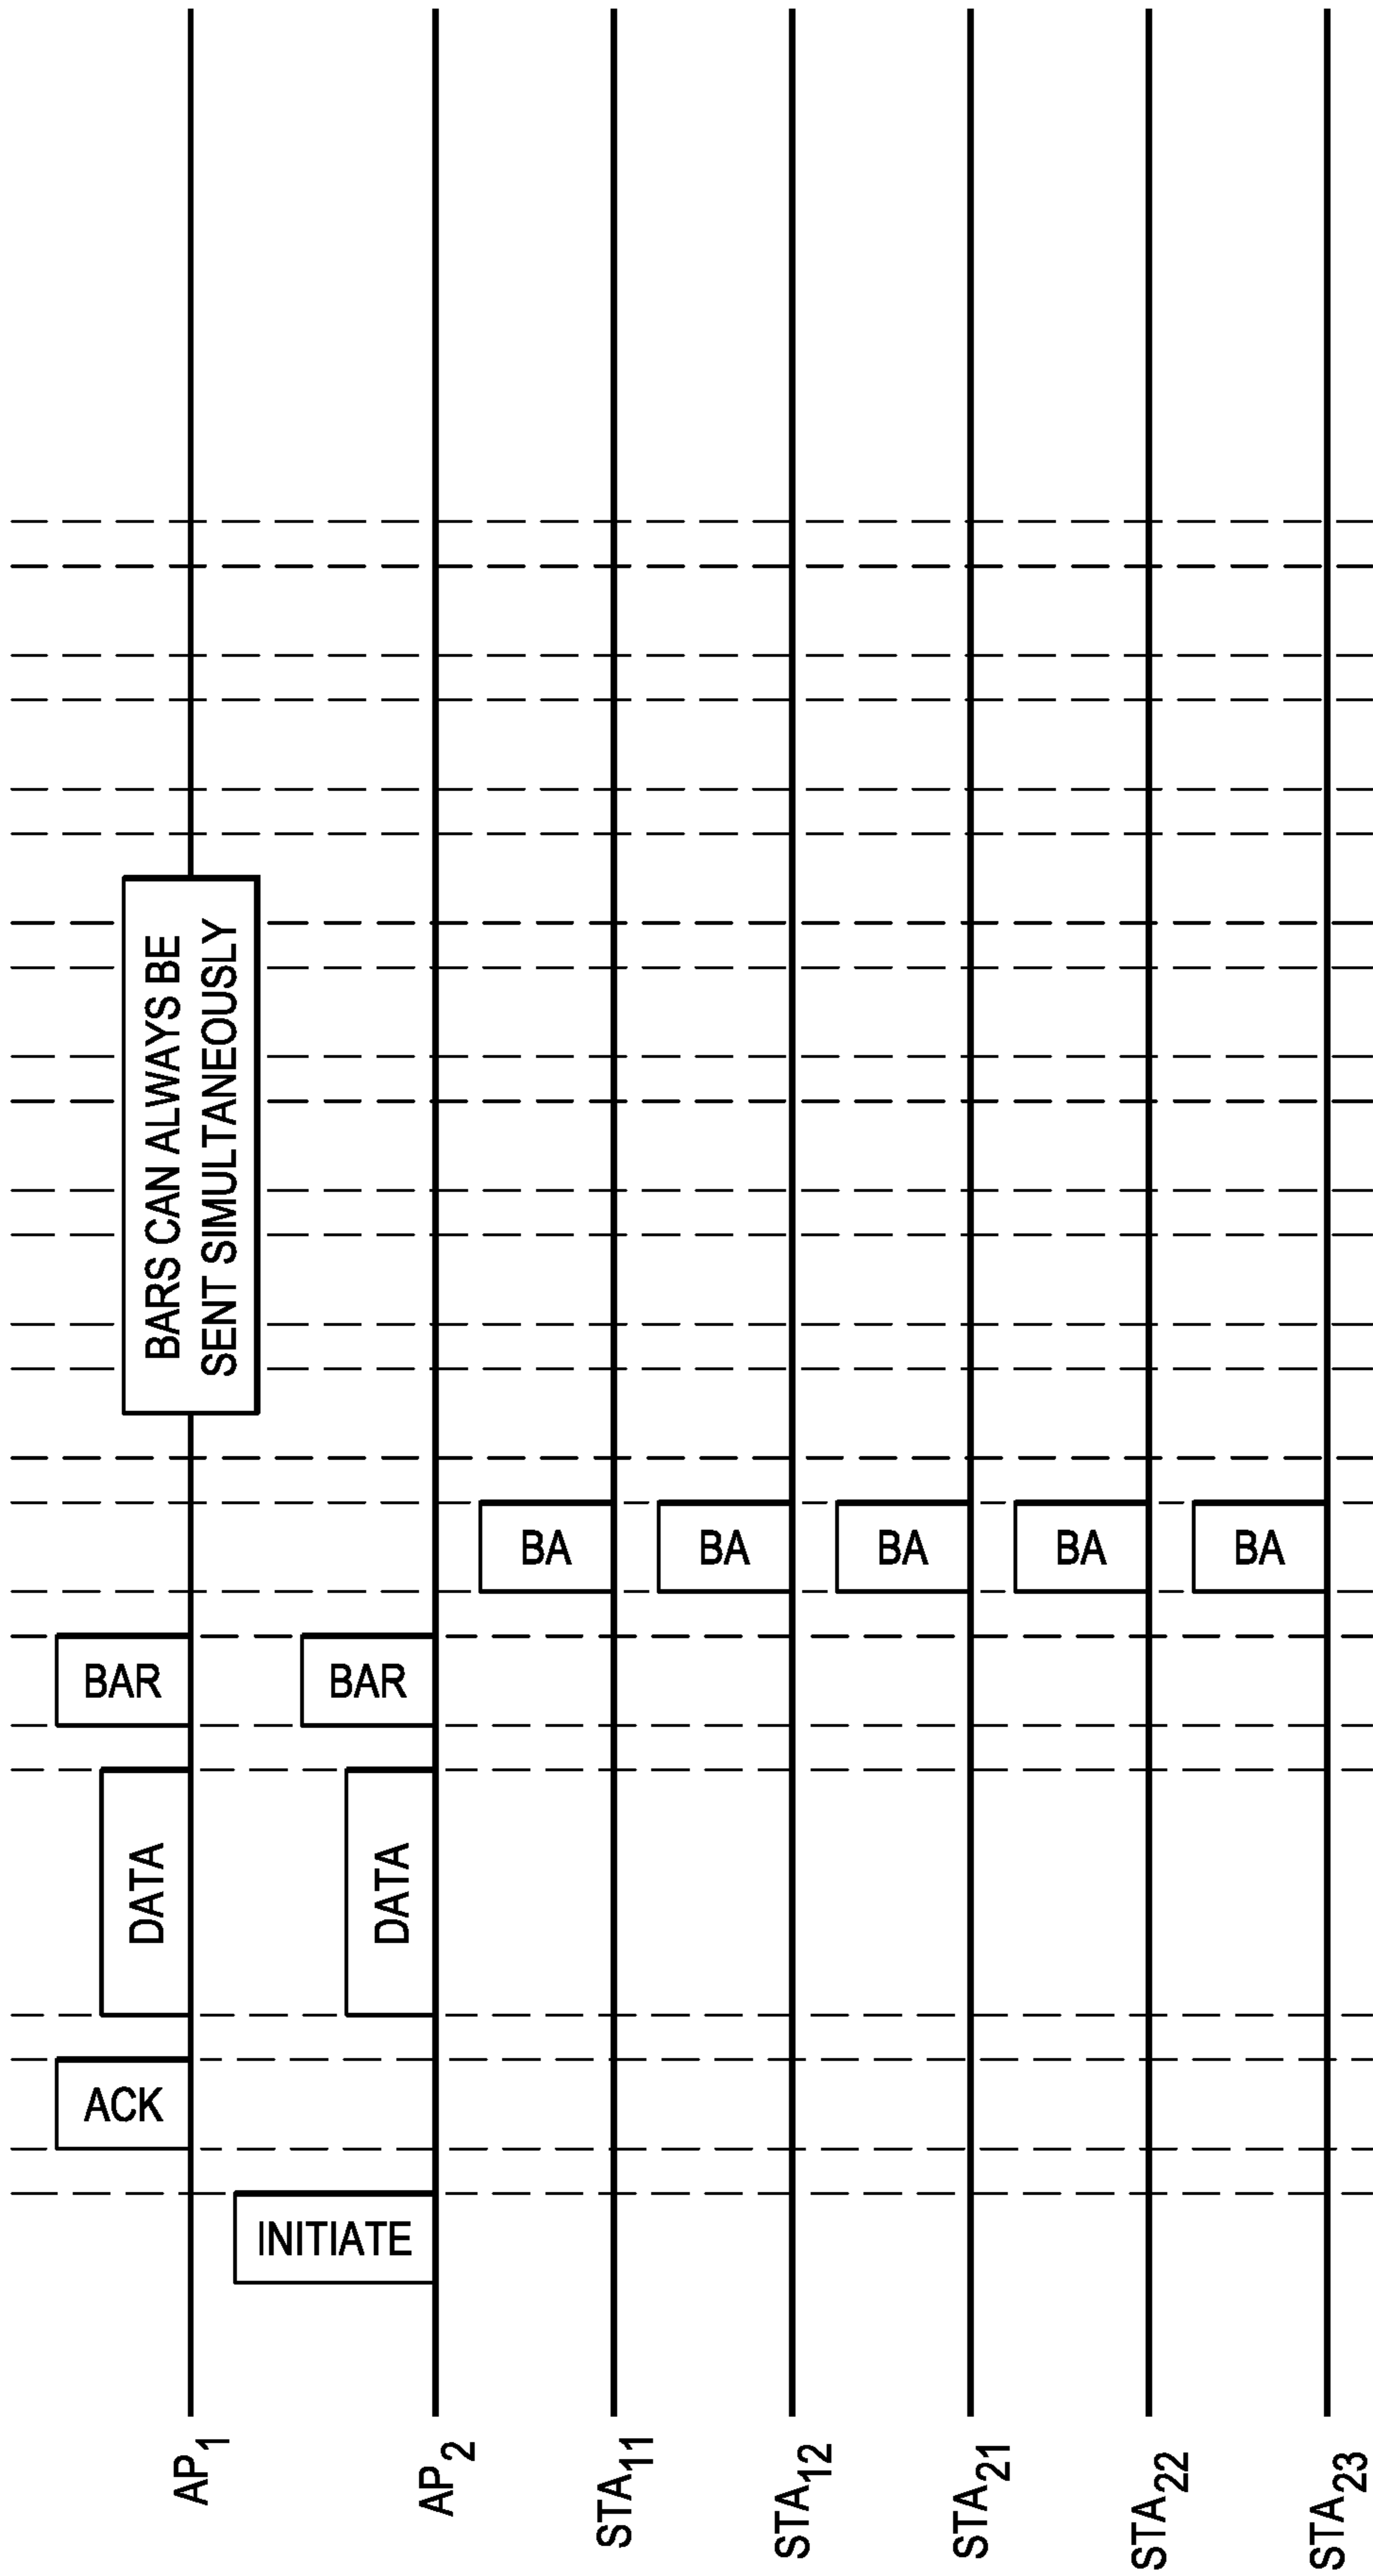 AP1
ACK
DATA
BAR
BARS CAN ALWAYS BE
SENT SIMULTANEOUSLY
AP2
INITIATE
DATA
BAR
STA11
BA
STA12
BA
STA21
BA
STA22
BA
STA23
BA